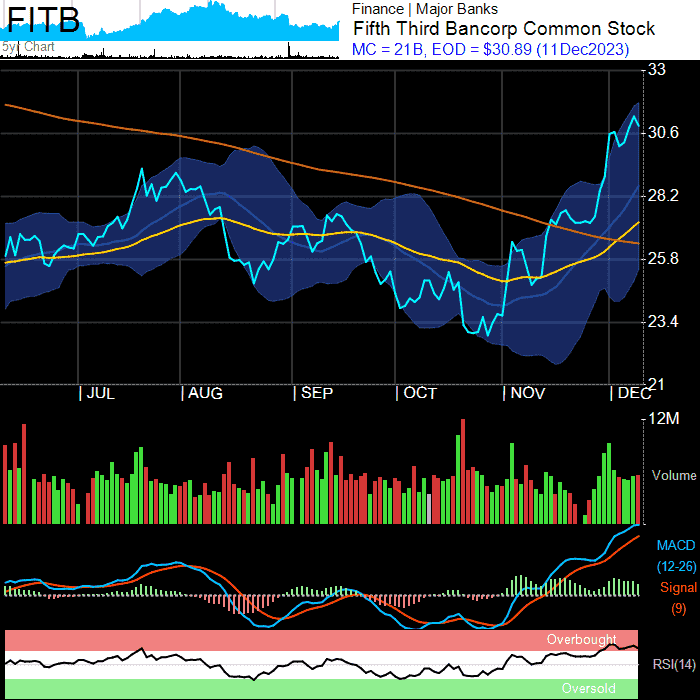 FITB
5yr Chart
Finance | Major Banks
Fifth Third Bancorp Common Stock
MC = 21B, EOD = $30.89 (11Dec2023)
33
30.6
28.2
25.8
23.4
21
JUL AUG SEP OCT NOV DEC
12M
Volume
MACD
(12-26)
Signal
(9)
Overbought
RSI(14)
Oversold